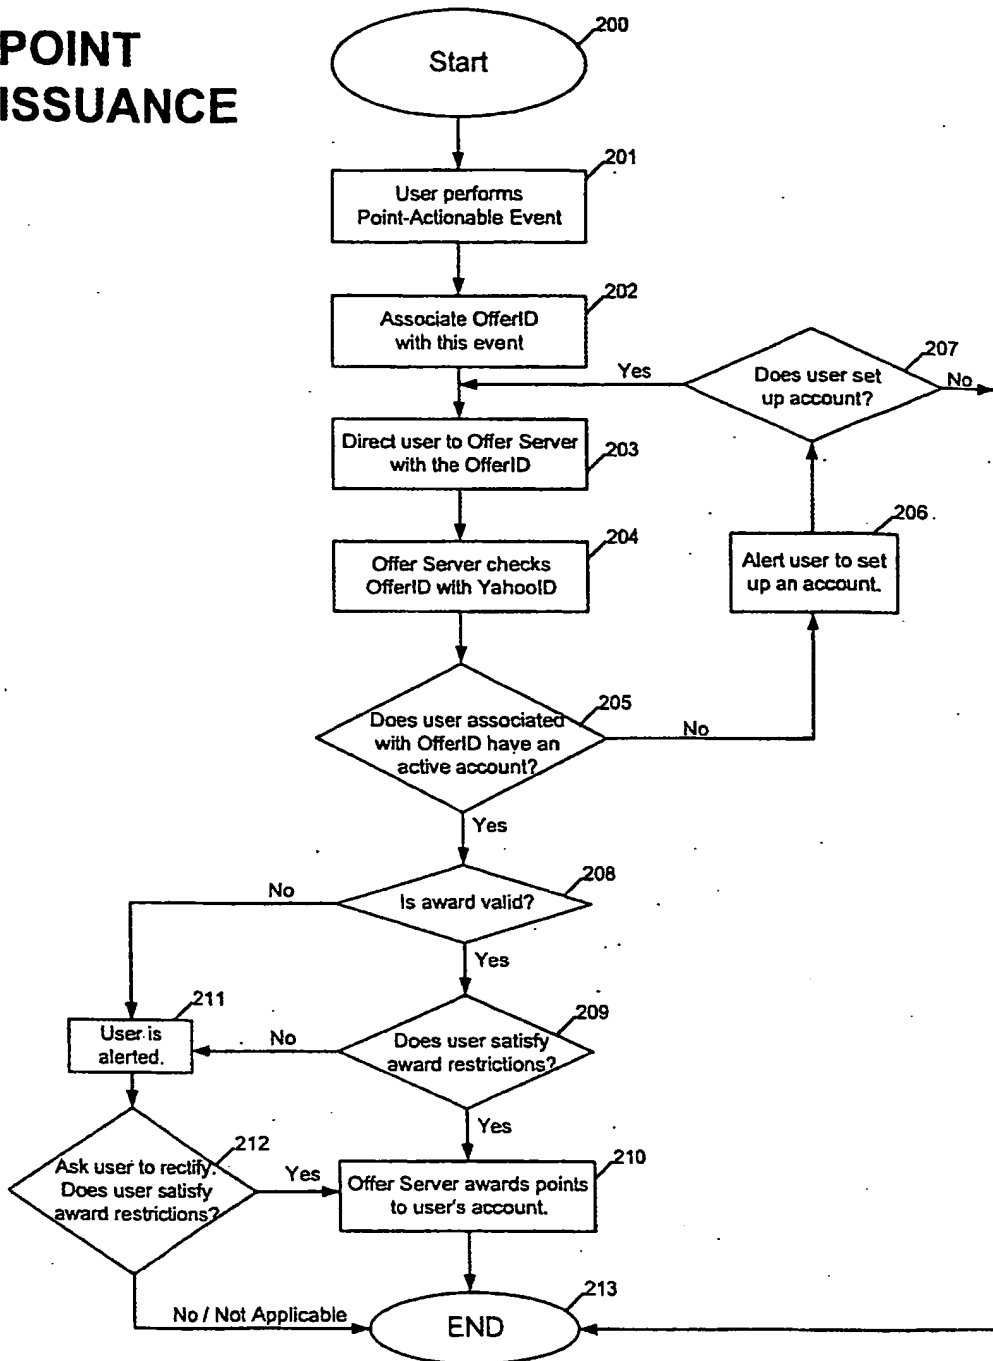 POINT
ISSUANCE
Start
200
201
User performs
Point-Actionable Event
202
Associate OfferID
with this event
207
Does user set
up account?
Yes
No
Direct user to Offer Server
with the OfferID
203
204
Offer Server checks
OfferID with YahooID
206
Alert user to set
up an account.
205
Does user associated
with OfferID have an
active account?
No
Yes
208
Is award valid?
No
Yes
209
Does user satisfy
award restrictions?
No
211
User is
alerted.
Yes
212
Ask user to rectify.
Does user satisfy
award restrictions?
Yes
210
Offer Server awards points
to user's account.
No / Not Applicable
213
END